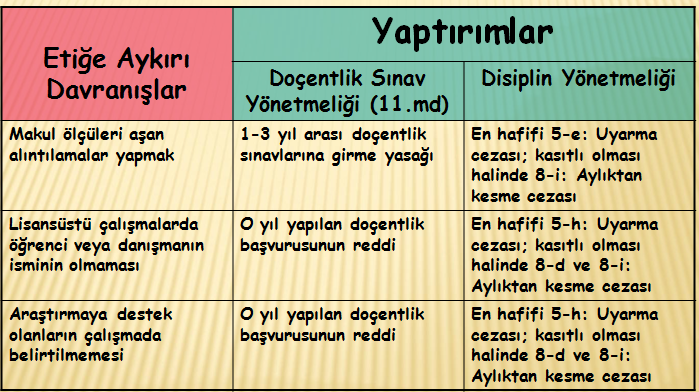 Etiğe Aykırı
Davranışlar
Yaptırımlar
Doçentlik Sınav
Yönetmeliği (11.md)
Disiplin Yönetmeliği
Makul ölçüleri aşan
alıntılamalar yapmak
1-3 yıl arası doçentlik
sınavlarına girme yasağı
En hafifi 5-e: Uyarma
cezası; kasıtlı olması
halinde 8-i: Aylıktan
kesme cezası
Lisansüstü çalışmalarda
öğrenci veya danışmanın
isminin olmaması
O yıl yapılan doçentlik
başvurusunun reddi
En hafifi 5-h: Uyarma
cezası; kasıtlı olması
halinde 8-d ve 8-i:
Aylıktan kesme cezası
Araştırmaya destek
olanların çalışmada
belirtilmemesi
O yıl yapılan doçentlik
başvurusunun reddi
En hafifi 5-h: Uyarma
cezası; kasıtlı olması
halinde 8-d ve 8-i:
Aylıktan kesme cezası